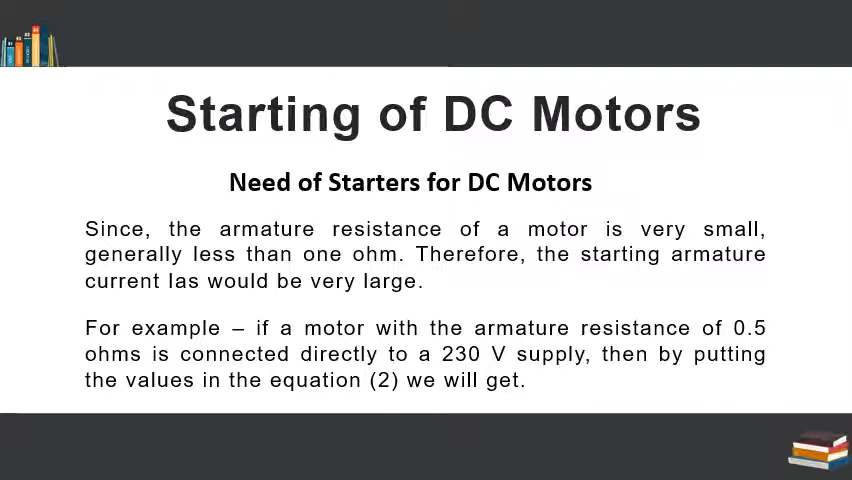 Starting of DC Motors
Need of Starters for DC Motors
Since, the armature resistance of a motor is very small,
generally less than one ohm. Therefore, the starting armature
current Ias would be very large.
For example – if a motor with the armature resistance of 0.5
ohms is connected directly to a 230 V supply, then by putting
the values in the equation (2) we will get.